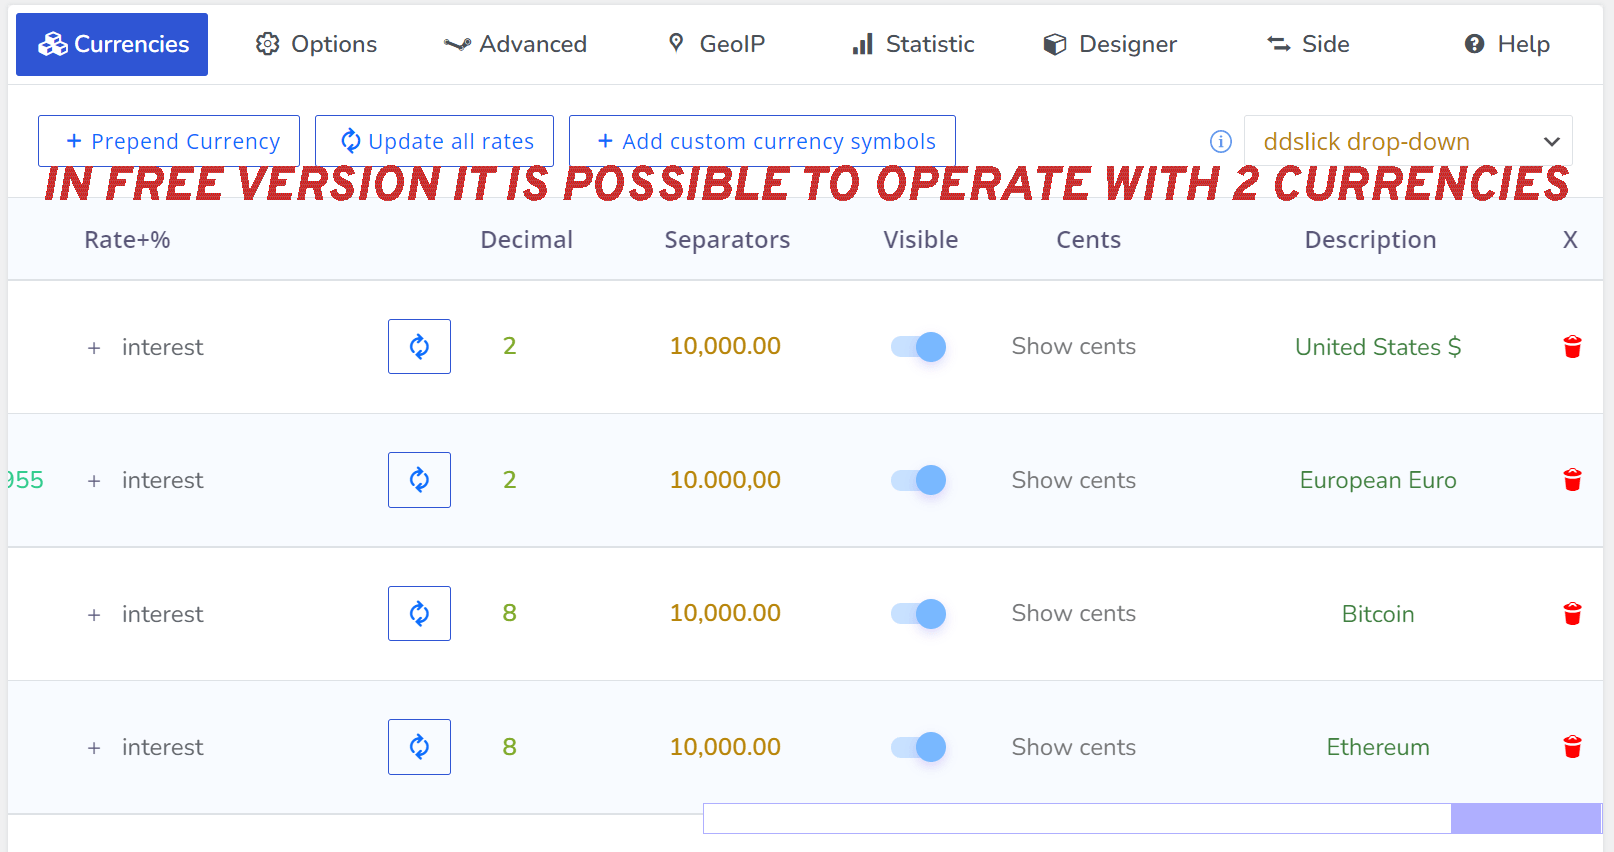 Currencies Options Advanced GeoIP Statistic Designer Side Help
+ Prepend Currency Update all rates + Add custom currency symbols ddslick drop-down
IN FREE VERSION IT IS POSSIBLE TO OPERATE WITH 2 CURRENCIES
Rate+% Decimal Separators Visible Cents Description X
+ interest 2 10,000.00 Show cents United States $
955 + interest 2 10.000,00 Show cents European Euro
+ interest 8 10,000.00 Show cents Bitcoin
+ interest 8 10,000.00 Show cents Ethereum